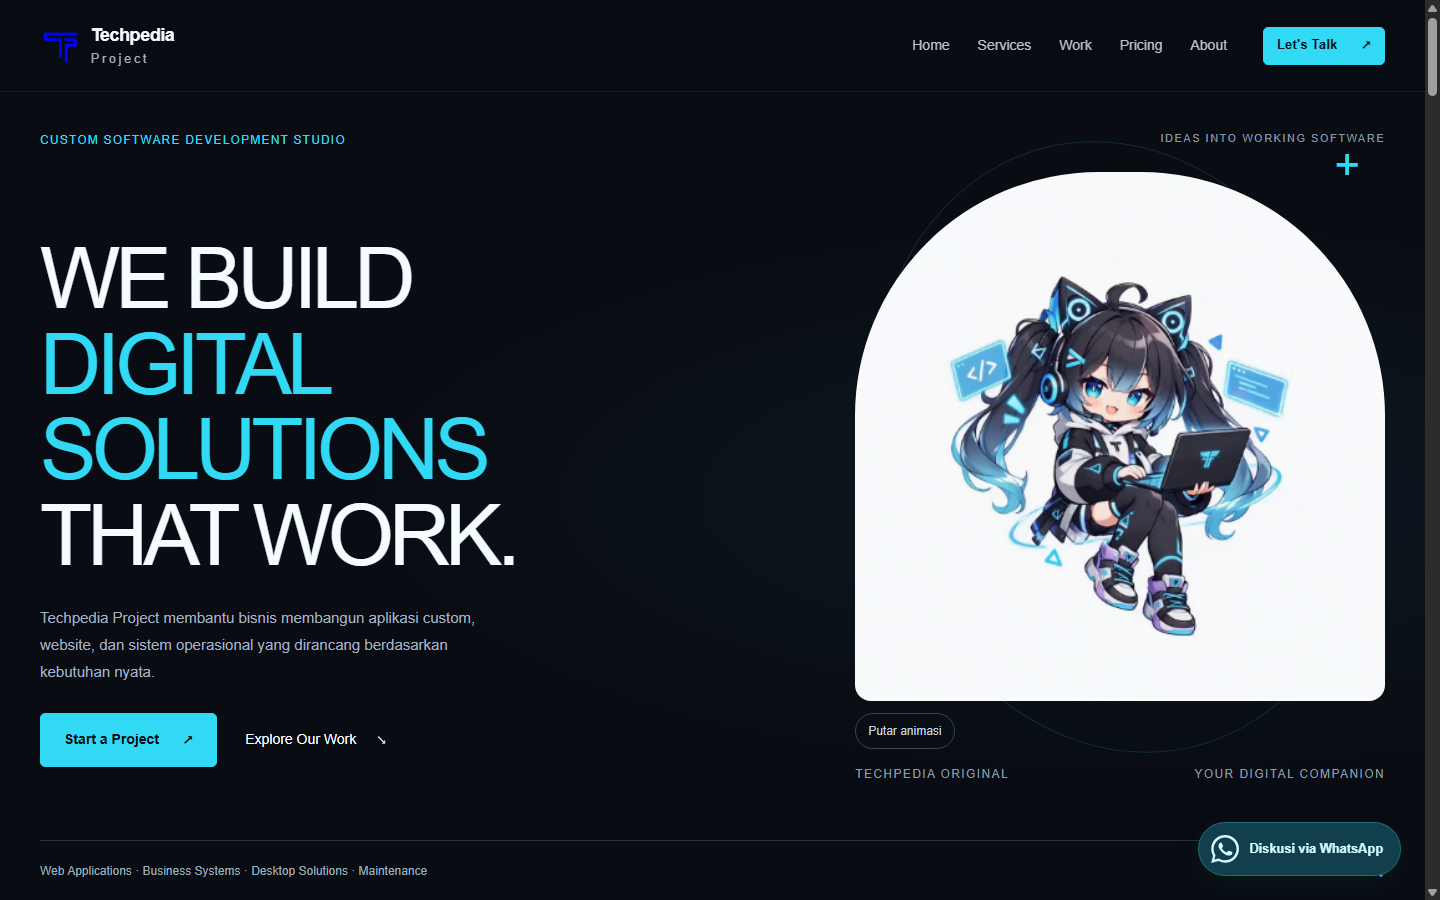 Techpedia
Project
Home
Services
Work
Pricing
About
Let's Talk ↗
CUSTOM SOFTWARE DEVELOPMENT STUDIO
IDEAS INTO WORKING SOFTWARE
WE BUILD
DIGITAL
SOLUTIONS
THAT WORK.
</>
Techpedia Project membantu bisnis membangun aplikasi custom,
website, dan sistem operasional yang dirancang berdasarkan
kebutuhan nyata.
Start a Project ↗
Explore Our Work ↘
Putar animasi
TECHPEDIA ORIGINAL
YOUR DIGITAL COMPANION
Web Applications · Business Systems · Desktop Solutions · Maintenance
Diskusi via WhatsApp